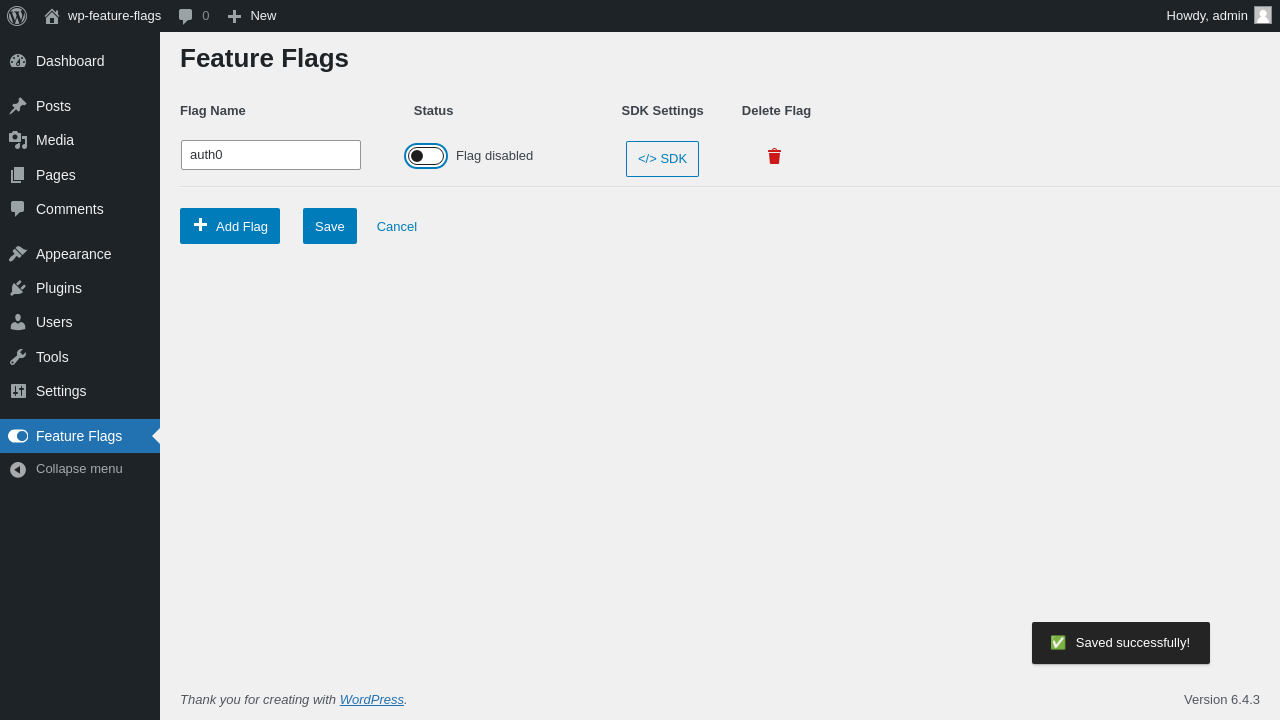 wp-feature-flags 0 New Howdy, admin
Dashboard
Posts
Media
Pages
Comments
Appearance
Plugins
Users
Tools
Settings
Feature Flags
Collapse menu
Feature Flags
Flag Name Status SDK Settings Delete Flag
auth0 Flag disabled </> SDK
Add Flag Save Cancel
✅ Saved successfully!
Thank you for creating with WordPress. Version 6.4.3